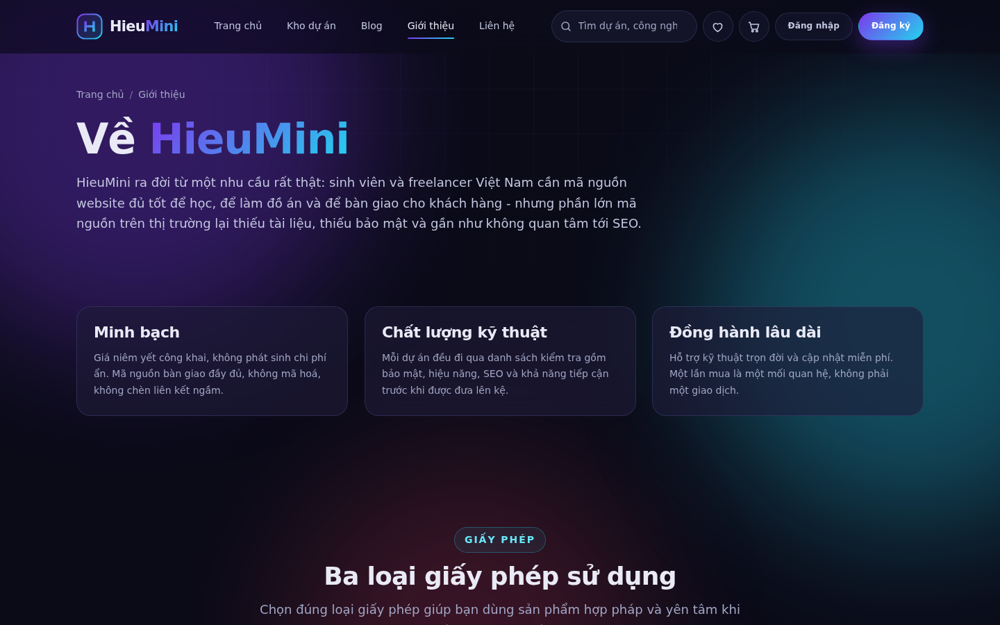 HieuMini
Trang chủ
Kho dự án
Blog
Giới thiệu
Liên hệ
Tìm dự án, công ngh
Đăng nhập
Đăng ký
Trang chủ / Giới thiệu
Về HieuMini
HieuMini ra đời từ một nhu cầu rất thật: sinh viên và freelancer Việt Nam cần mã nguồn
website đủ tốt để học, để làm đồ án và để bàn giao cho khách hàng - nhưng phần lớn mã
nguồn trên thị trường lại thiếu tài liệu, thiếu bảo mật và gần như không quan tâm tới SEO.
Minh bạch
Giá niêm yết công khai, không phát sinh chi phí
ẩn. Mã nguồn bàn giao đầy đủ, không mã hoá,
không chèn liên kết ngầm.
Chất lượng kỹ thuật
Mỗi dự án đều đi qua danh sách kiểm tra gồm
bảo mật, hiệu năng, SEO và khả năng tiếp cận
trước khi được đưa lên kệ.
Đồng hành lâu dài
Hỗ trợ kỹ thuật trọn đời và cập nhật miễn phí.
Một lần mua là một mối quan hệ, không phải
một giao dịch.
GIẤY PHÉP
Ba loại giấy phép sử dụng
Chọn đúng loại giấy phép giúp bạn dùng sản phẩm hợp pháp và yên tâm khi